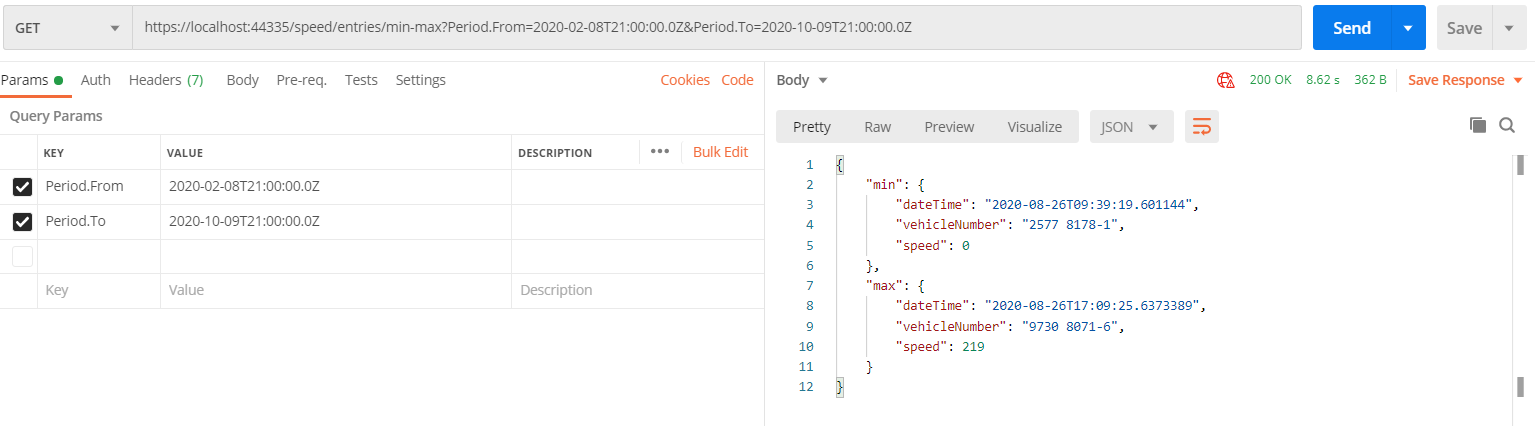 GET https://localhost:44335/speed/entries/min-max?Period.From=2020-02-08T21:00:00.0Z&Period.To=2020-10-09T21:00:00.0Z Send Save
Params Auth Headers (7) Body Pre-req. Tests Settings Cookies Code
Query Params
KEY VALUE DESCRIPTION ••• Bulk Edit
Period.From 2020-02-08T21:00:00.0Z
Period.To 2020-10-09T21:00:00.0Z
Key Value Description
Body 200 OK 8.62 s 362 B Save Response
Pretty Raw Preview Visualize JSON
1 {
2 "min": {
3 "dateTime": "2020-08-26T09:39:19.601144",
4 "vehicleNumber": "2577 8178-1",
5 "speed": 0
6 },
7 "max": {
8 "dateTime": "2020-08-26T17:09:25.6373389",
9 "vehicleNumber": "9730 8071-6",
10 "speed": 219
11 }
12 }